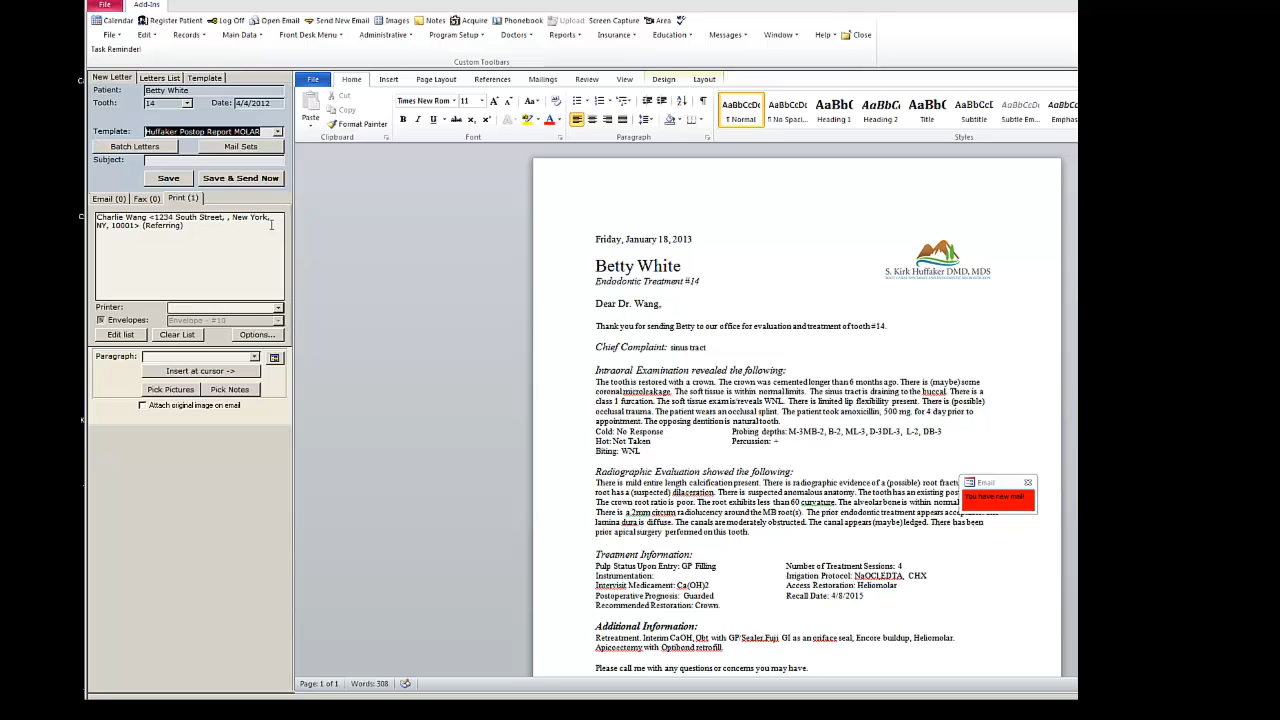 File Add-Ins
Calendar Register Patient Log Off Open Email Send New Email Images Notes Acquire Phonebook Upload Screen Capture Area
File Edit Records Main Data Front Desk Menu Administrative Program Setup Doctors Reports Insurance Education Messages Window Help Close
Task Reminder
Custom Toolbars
New Letter Letters List Template
Patient: Betty White
Tooth: 14 Date: 4/4/2012
Template: Huffaker Postop Report MOLAR
Batch Letters Mail Sets
Subject:
Save Save & Send Now
Email (0) Fax (0) Print (1)
Charlie Wang <1234 South Street, , New York,
NY, 10001> (Referring)
Printer:
Envelopes: Envelope - #10
Edit list Clear List Options...
Paragraph:
Insert at cursor ->
Pick Pictures Pick Notes
Attach original image on email
File Home Insert Page Layout References Mailings Review View Design Layout
Paste Cut
Copy
Format Painter
Clipboard
Times New Rom 11
Font
Paragraph
AaBbCcDc AaBbCcDc AaBbC AaBbCc AaBbC AaBbCc AaBbCcDc AaBbCcDc
¶ Normal ¶ No Spaci... Heading 1 Heading 2 Title Subtitle Subtle Em... Emphas
Styles
Friday, January 18, 2013
S. Kirk Huffaker DMD, MDS
Betty White
Endodontic Treatment #14
Dear Dr. Wang,
Thank you for sending Betty to our office for evaluation and treatment of tooth #14.
Chief Complaint: sinus tract
Intraoral Examination revealed the following:
The tooth is restored with a crown. The crown was cemented longer than 6 months ago. There is (maybe) some
coronal microleakage. The soft tissue is within normal limits. The sinus tract is draining to the buccal. There is a
class 1 furcation. The soft tissue exam is/reveals WNL. There is limited lip flexibility present. There is (possible)
occlusal trauma. The patient wears an occlusal splint. The patient took amoxicillin, 500 mg. for 4 day prior to
appointment. The opposing dentition is natural tooth.
Cold: No Response Probing depths: M-3MB-2, B-2, ML-3, D-3DL-3, L-2, DB-3
Hot: Not Taken Percussion: +
Biting: WNL
Radiographic Evaluation showed the following:
There is mild entire length calcification present. There is radiographic evidence of a (possible) root fractu
root has a (suspected) dilaceration. There is suspected anomalous anatomy. The tooth has an existing pos
The crown root ratio is poor. The root exhibits less than 60 curvature. The alveolar bone is within normal
There is a 2mm circum radiolucency around the MB root(s). The prior endodontic treatment appears
lamina dura is diffuse. The canals are moderately obstructed. The canal appears (maybe) ledged. There has been
prior apical surgery performed on this tooth.
Email
You have new mail!
Treatment Information:
Pulp Status Upon Entry: GP Filling Number of Treatment Sessions: 4
Instrumentation: Irrigation Protocol: NaOCl,EDTA, CHX
Intervisit Medicament: Ca(OH)2 Access Restoration: Heliomolar
Postoperative Prognosis: Guarded Recall Date: 4/8/2015
Recommended Restoration: Crown.
Additional Information:
Retreatment. Interim CaOH, Obt with GP/Sealer,Fuji GI as an oriface seal, Encore buildup, Heliomolar.
Apicoectomy with Optibond retrofill.
Please call me with any questions or concerns you may have.
Page: 1 of 1 Words: 308